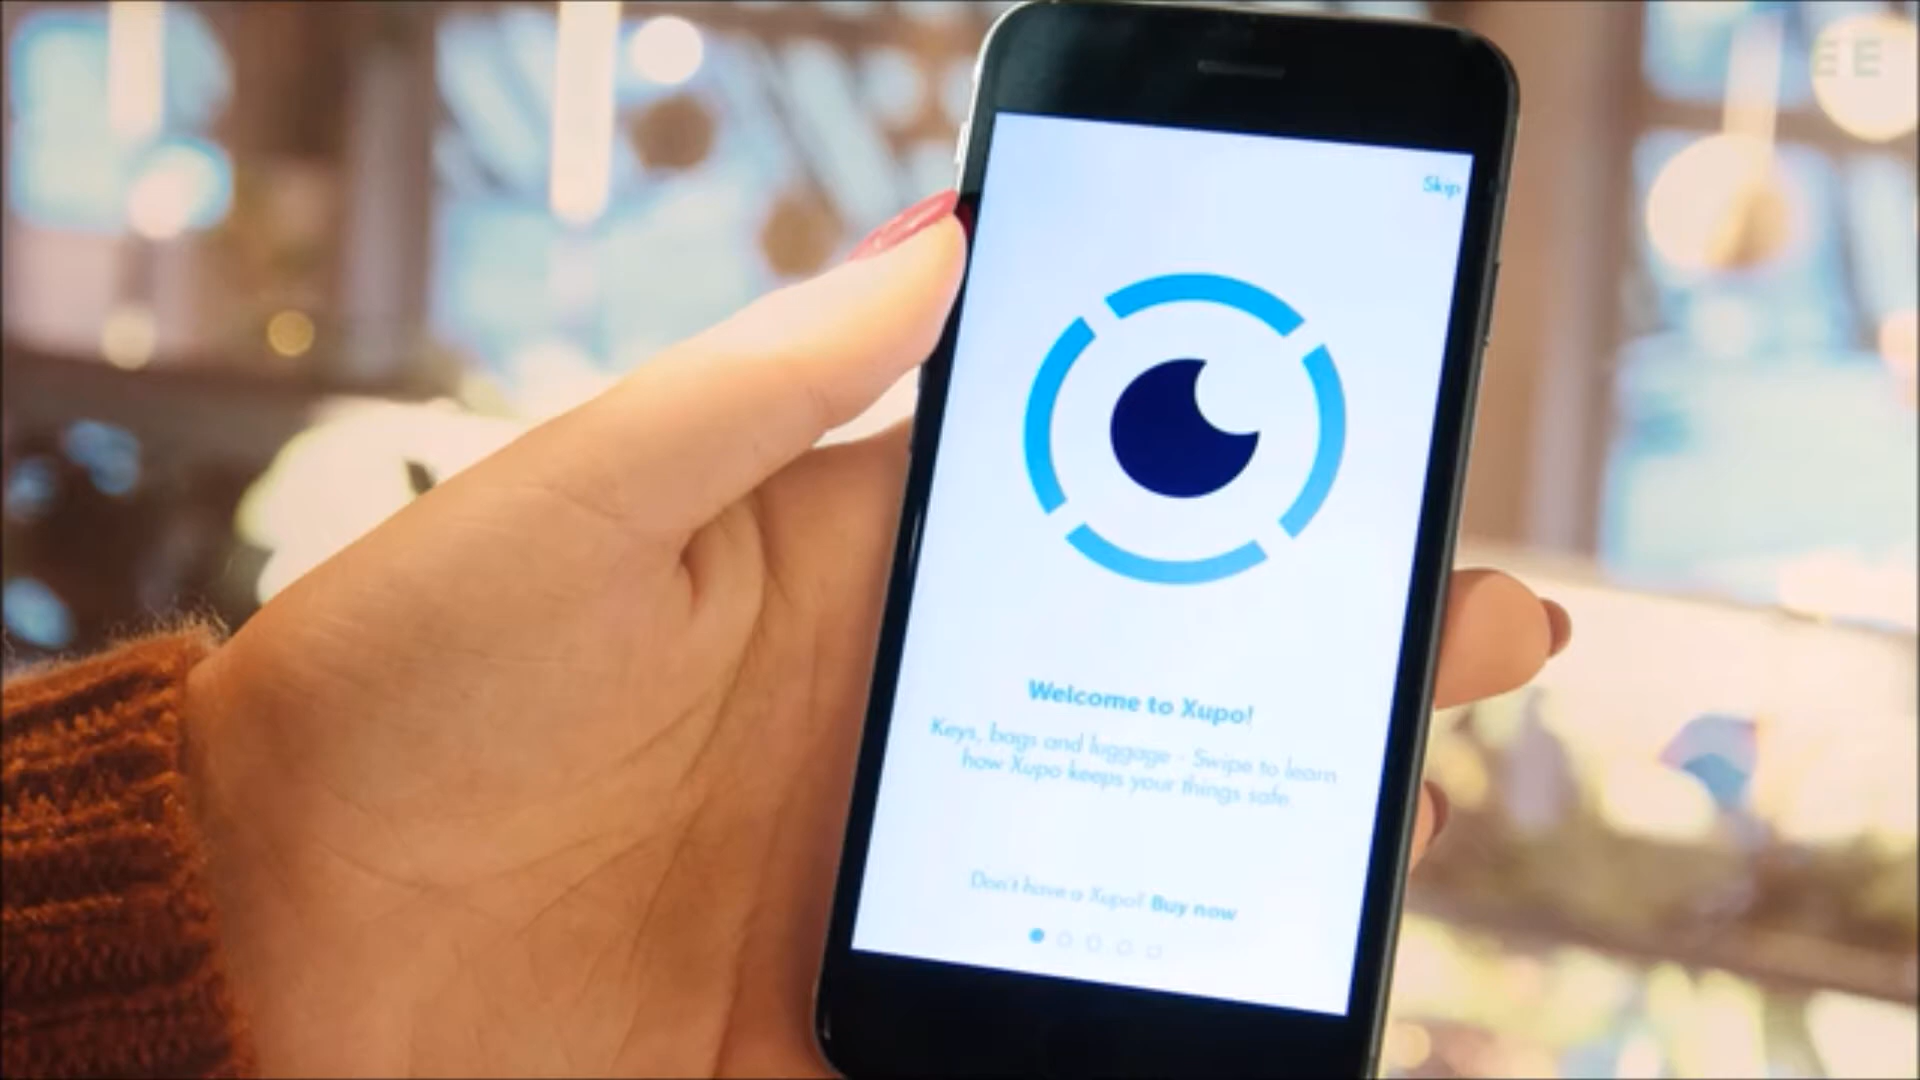 EE
Skip
Welcome to Xupo!
Keys, bags and luggage - Swipe to learn
how Xupo keeps your things safe.
Don't have a Xupo? Buy now